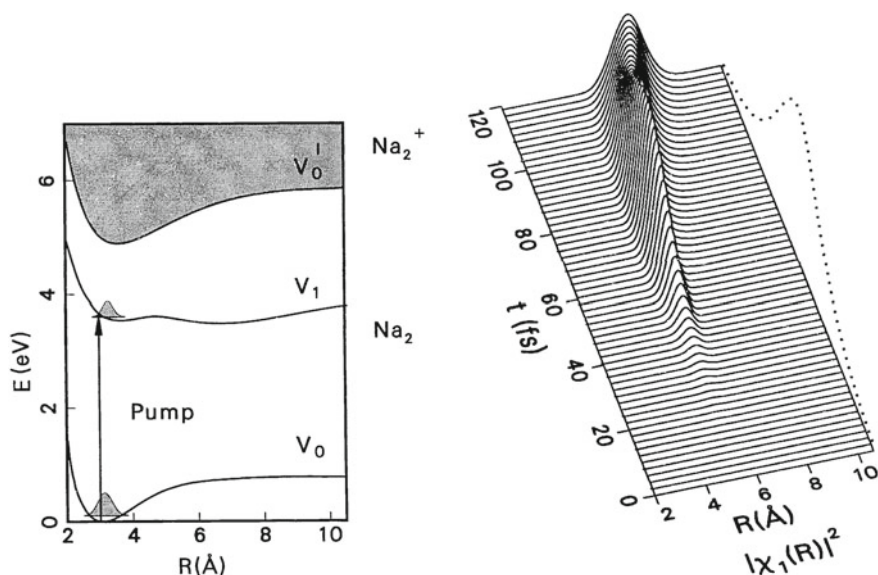 E(eV)
6
4
2
0
V₀ᴵ
Na₂⁺
V₁
Na₂
Pump
V₀
2 4 6 8 10
R(Å)
120
100
80
60
40
20
0
t (fs)
2 4 6 8 10
R(Å)
|χ₁(R)|²